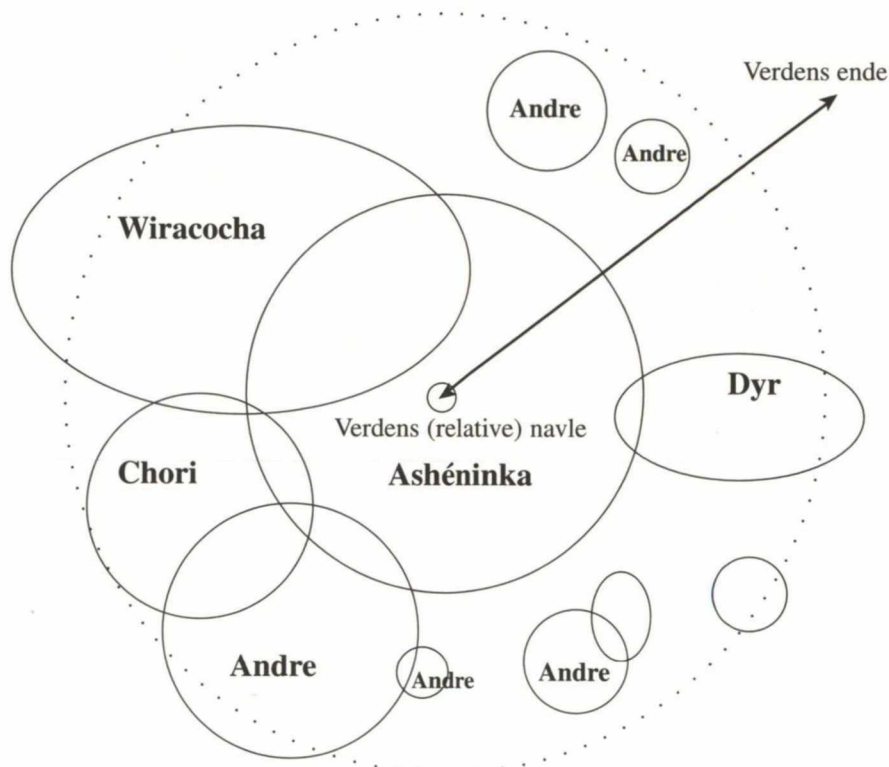 Verdens ende
Andre
Andre
Wiracocha
Dyr
Verdens (relative) navle
Chori
Ashéninka
Andre
Andre
Andre